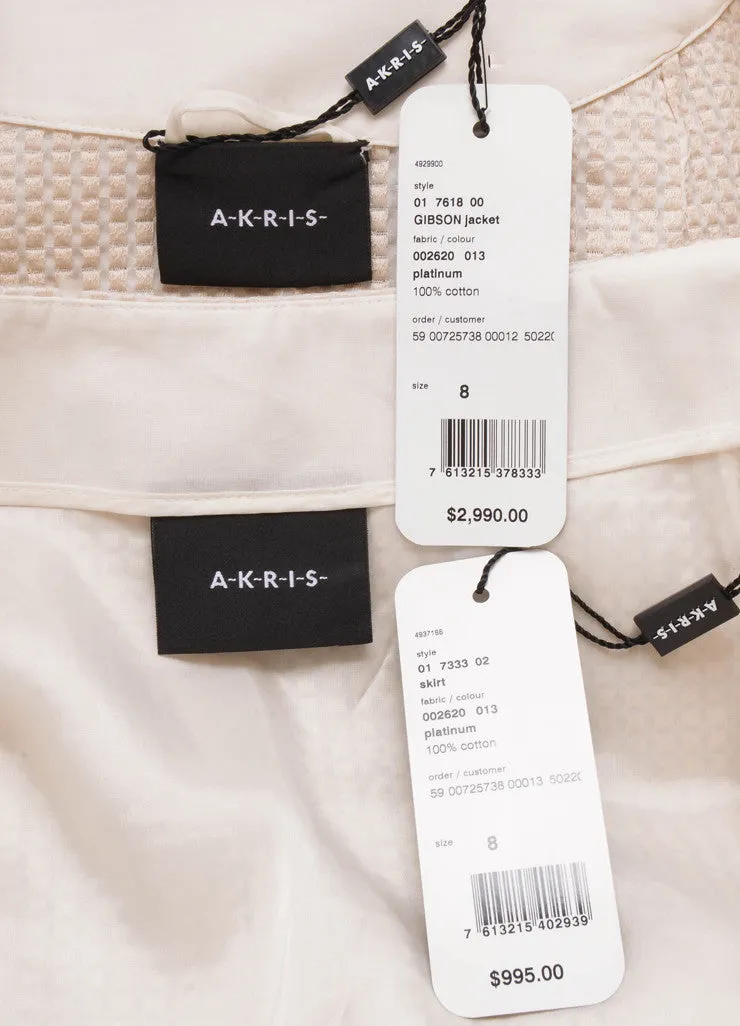 A-K-R-I-S-
A~K~R~I~S~
4929900
style
01 7618 00
GIBSON jacket
fabric / colour
002620 013
platinum
100% cotton
order / customer
59 00725738 00012 50220
size 8
7 613215 378333
$2,990.00
A~K~R~I~S~
A-K-R-I-S-
4937166
style
01 7333 02
skirt
fabric / colour
002620 013
platinum
100% cotton
order / customer
59 00725738 00013 5022
size 8
7 613215 402939
$995.00